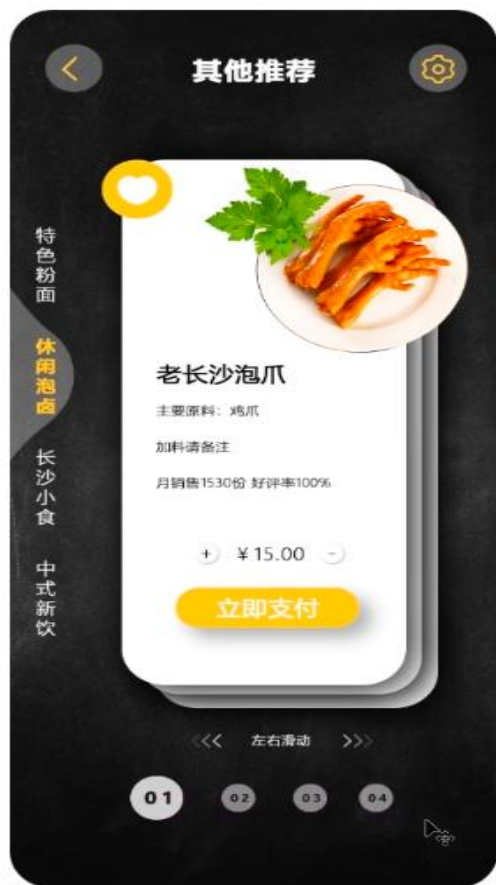 其他推荐
特色粉面
休闲泡卤
长沙小食
中式新饮
老长沙泡爪
主要原料：鸡爪
加料请备注
月销售1530份 好评率100%
+ ￥15.00 -
立即支付
<<< 左右滑动 >>>
01 02 03 04